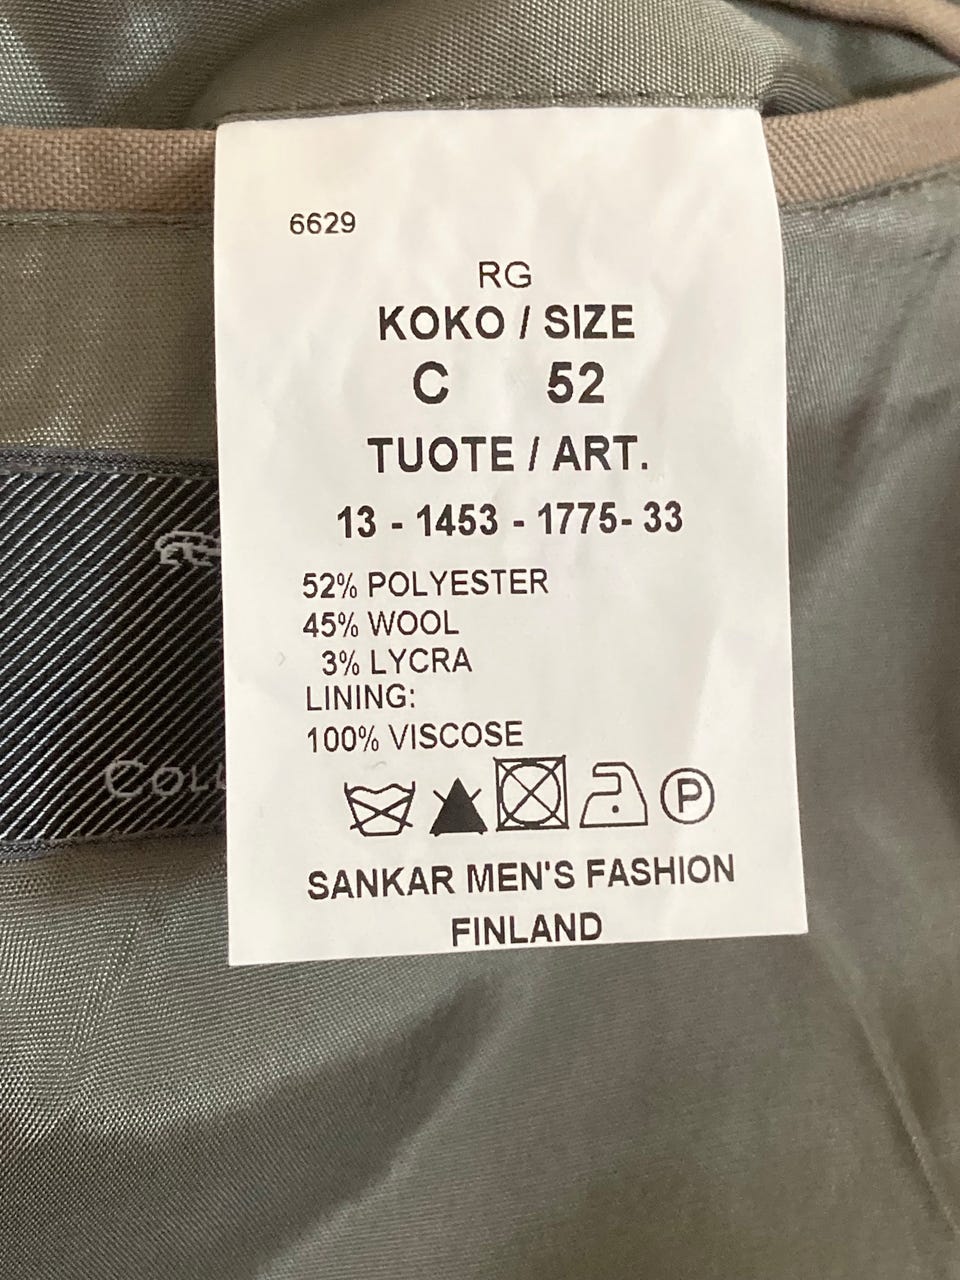 6629
RG
KOKO / SIZE
C 52
TUOTE / ART.
13 - 1453 - 1775- 33
52% POLYESTER
45% WOOL
3% LYCRA
LINING:
100% VISCOSE
P
SANKAR MEN'S FASHION
FINLAND